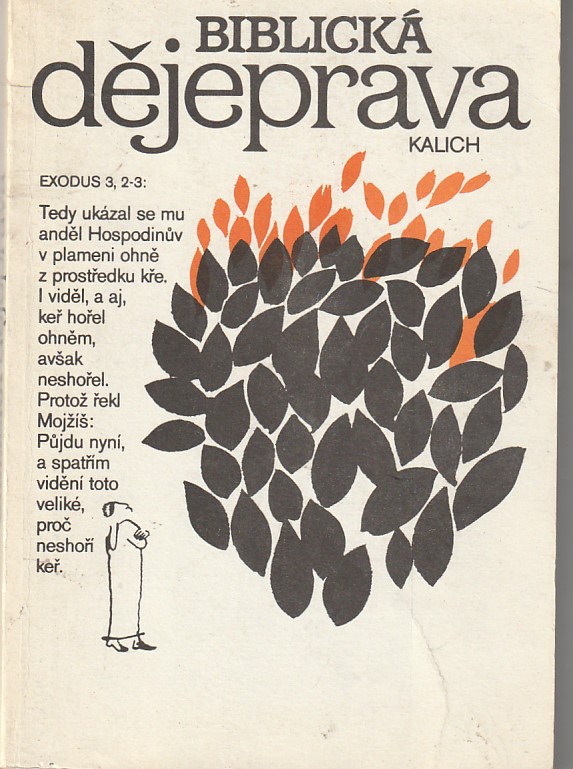 BIBLICKÁ
dějeprava
KALICH
EXODUS 3, 2-3:
Tedy ukázal se mu
anděl Hospodinův
v plameni ohně
z prostředku kře.
I viděl, a aj,
keř hořel
ohněm,
avšak
neshořel.
Protož řekl
Mojžíš:
Půjdu nyní,
a spatřím
vidění toto
veliké,
proč
neshoří
keř.